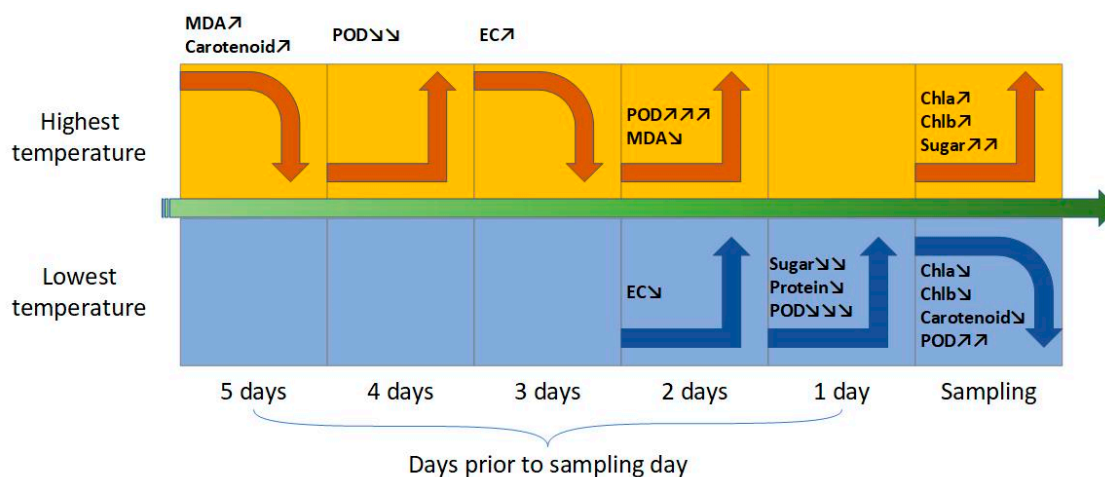 MDA↗
Carotenoid↗
POD↘↘
EC↗
Highest
temperature
POD↗↗↗
MDA↘
Chla↗
Chlb↗
Sugar↗↗
Lowest
temperature
EC↘
Sugar↘↘
Protein↘
POD↘↘↘
Chla↘
Chlb↘
Carotenoid↘
POD↗↗
5 days
4 days
3 days
2 days
1 day
Sampling
Days prior to sampling day